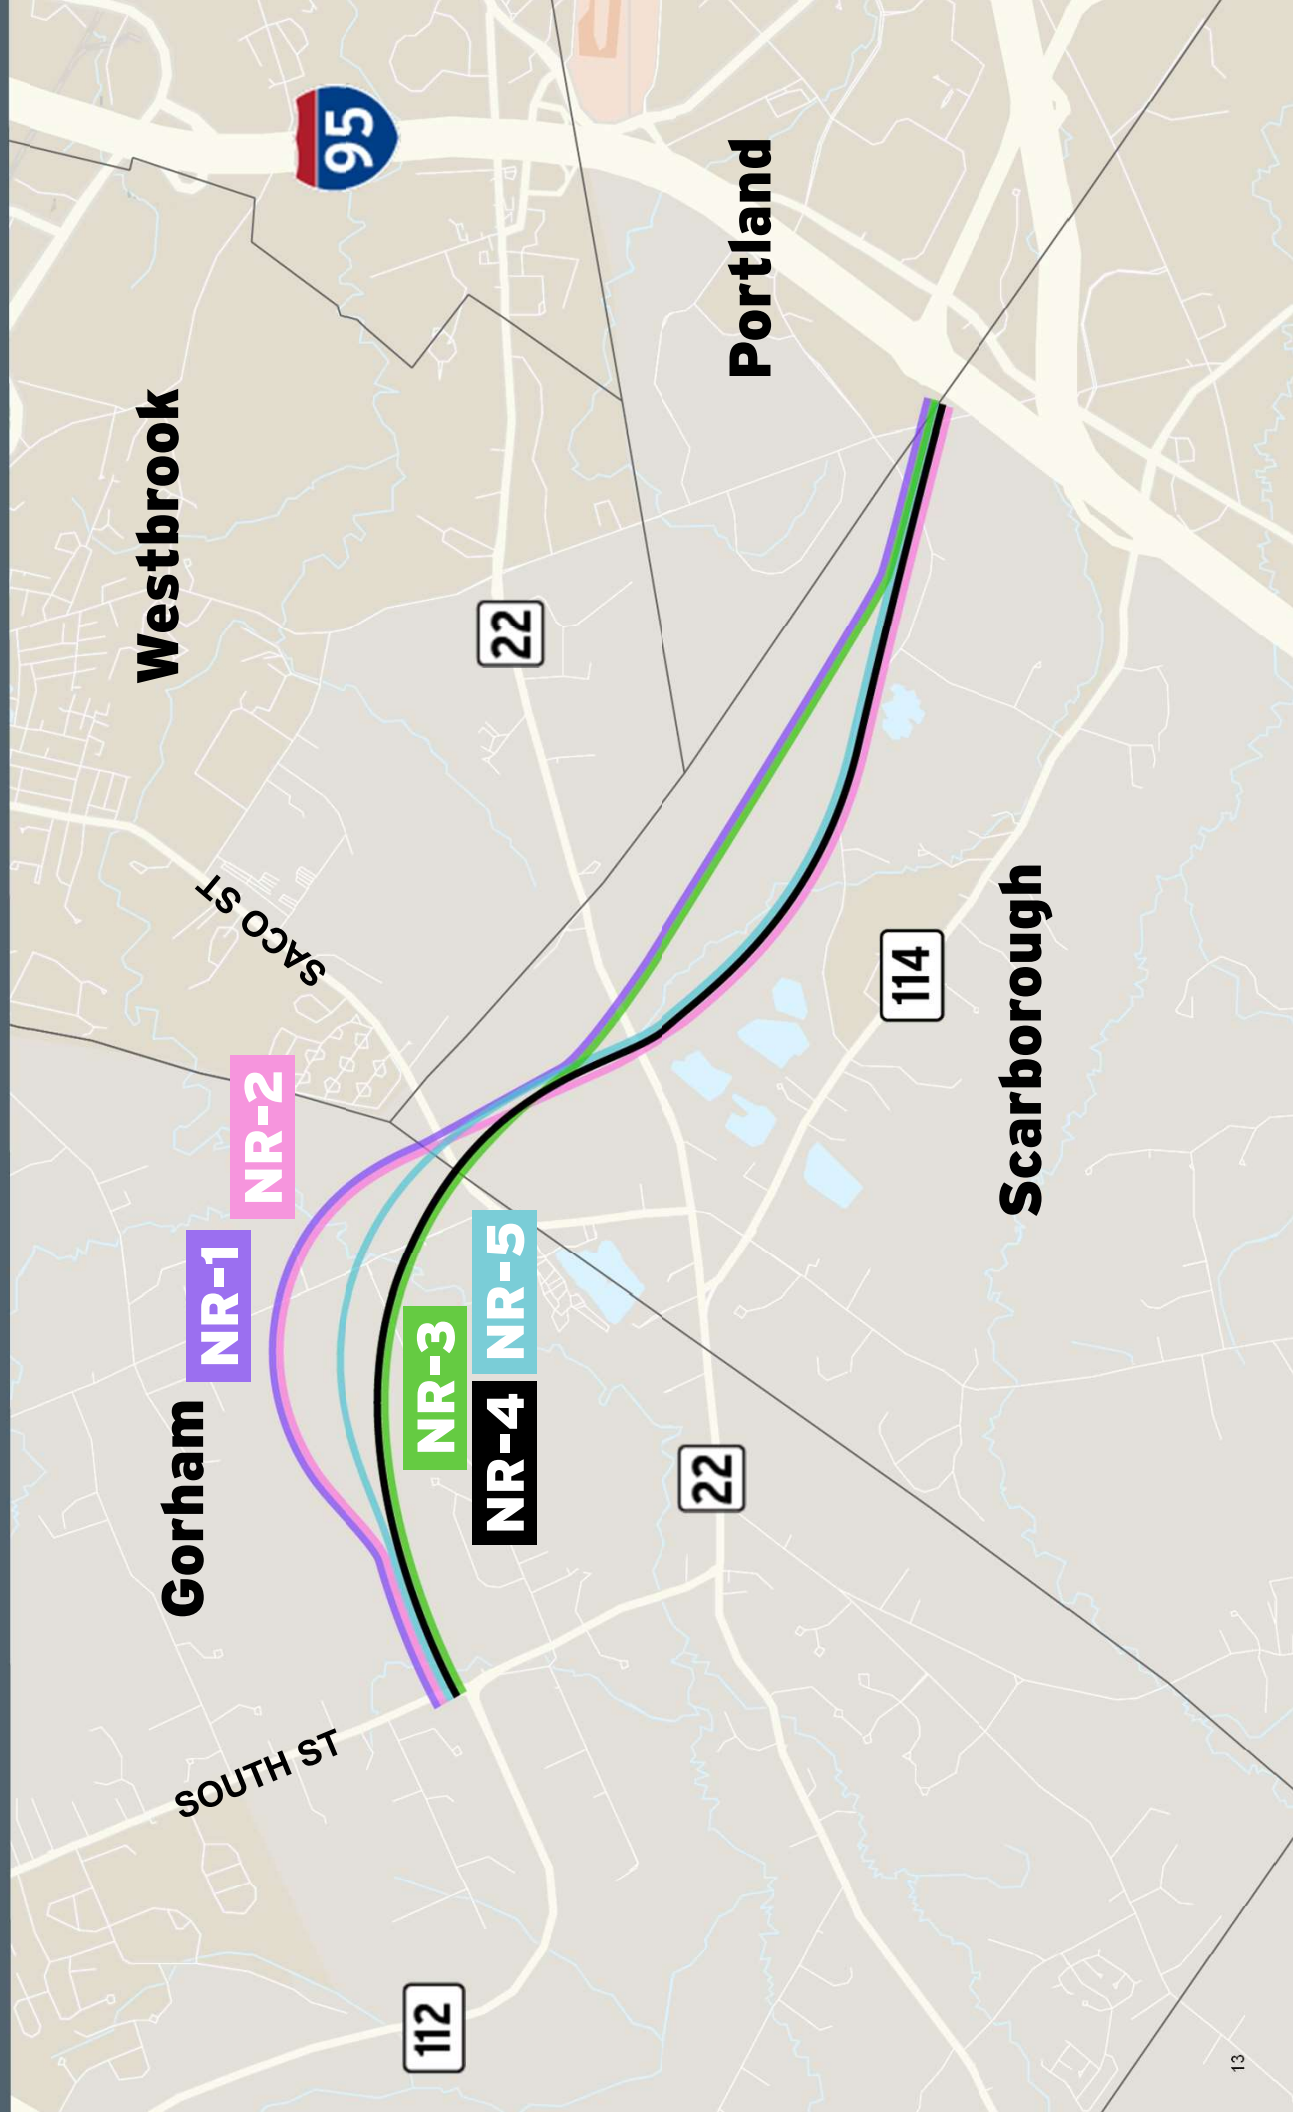 Westbrook
95
Portland
22
SACO ST
NR-2
NR-1
Gorham
NR-3
NR-5
NR-4
114
Scarborough
22
SOUTH ST
112
13